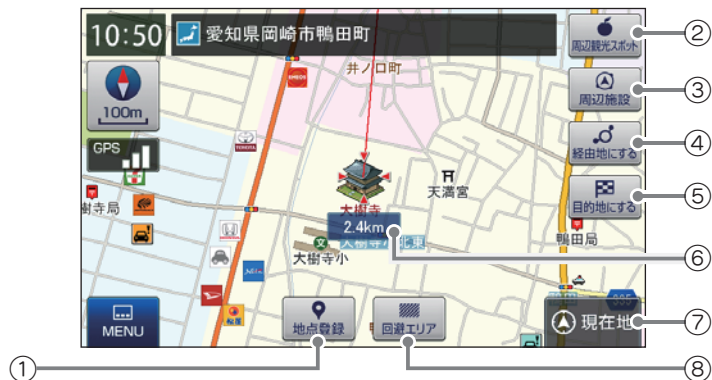 10:50
愛知県岡崎市鴨田町
周辺観光スポット
②
井ノ口町
100m
周辺施設
③
GPS
経由地にする
④
天満宮
目的地にする
⑤
樹寺局
大樹寺
2.4km
⑥
鴨田局
大樹寺小
MENU
地点登録
回避エリア
現在地
⑦
①
⑧